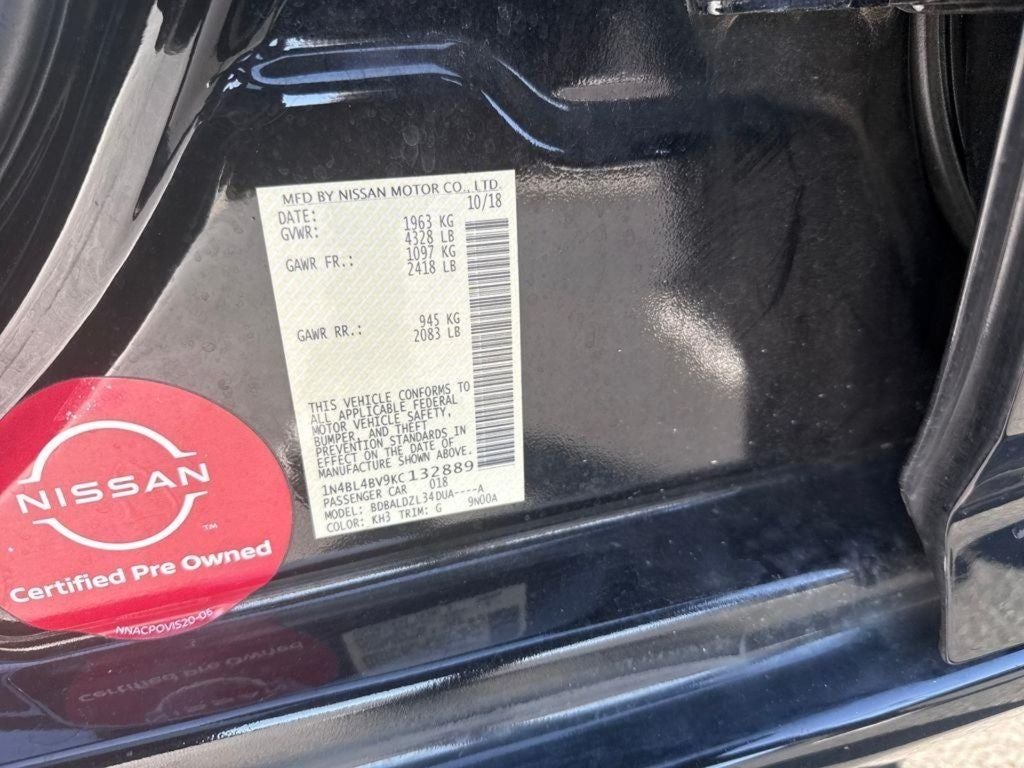 MFD BY NISSAN MOTOR CO., LTD.
DATE: 10/18
GVWR: 1963 KG
4328 LB
GAWR FR.: 1097 KG
2418 LB
GAWR RR.: 945 KG
2083 LB
THIS VEHICLE CONFORMS TO
ALL APPLICABLE FEDERAL
MOTOR VEHICLE SAFETY,
BUMPER, AND THEFT
PREVENTION STANDARDS IN
EFFECT ON THE DATE OF
MANUFACTURE SHOWN ABOVE.
1N4BL4BV9KC132889
PASSENGER CAR 018
MODEL: BDBALDZL34DUA----A
COLOR: KH3 TRIM: G 9N00A
NISSAN
TM
Certified Pre Owned
NNACPOVIS20-06